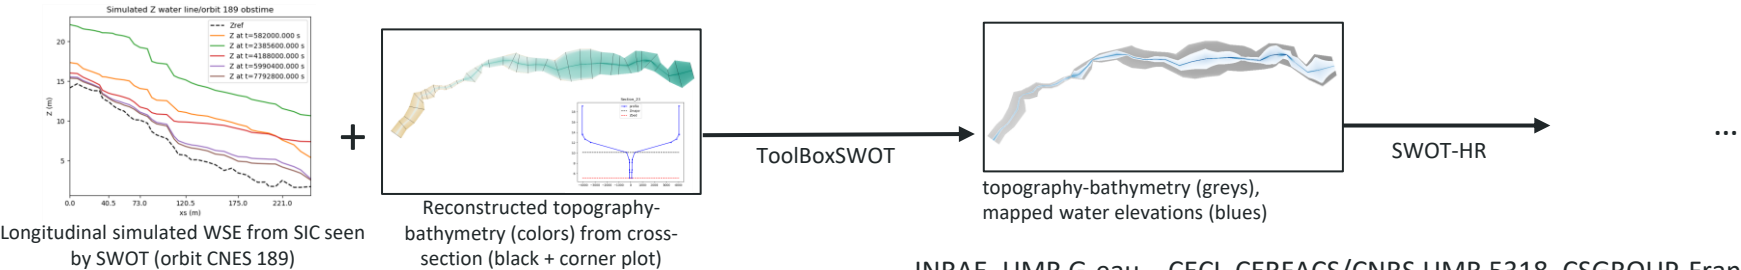 Simulated Z water line/orbit 189 obstime
Zref
Z at t=582000.000 s
Z at t=2385600.000 s
Z at t=4188000.000 s
Z at t=5990400.000 s
Z at t=7792800.000 s
Z (m)
20
15
10
5
0.0 40.5 73.0 120.5 175.0 221.0
xs (m)
Longitudinal simulated WSE from SIC seen
by SWOT (orbit CNES 189)
+
Reconstructed topography-
bathymetry (colors) from cross-
section (black + corner plot)
ToolBoxSWOT
topography-bathymetry (greys),
mapped water elevations (blues)
SWOT-HR
...